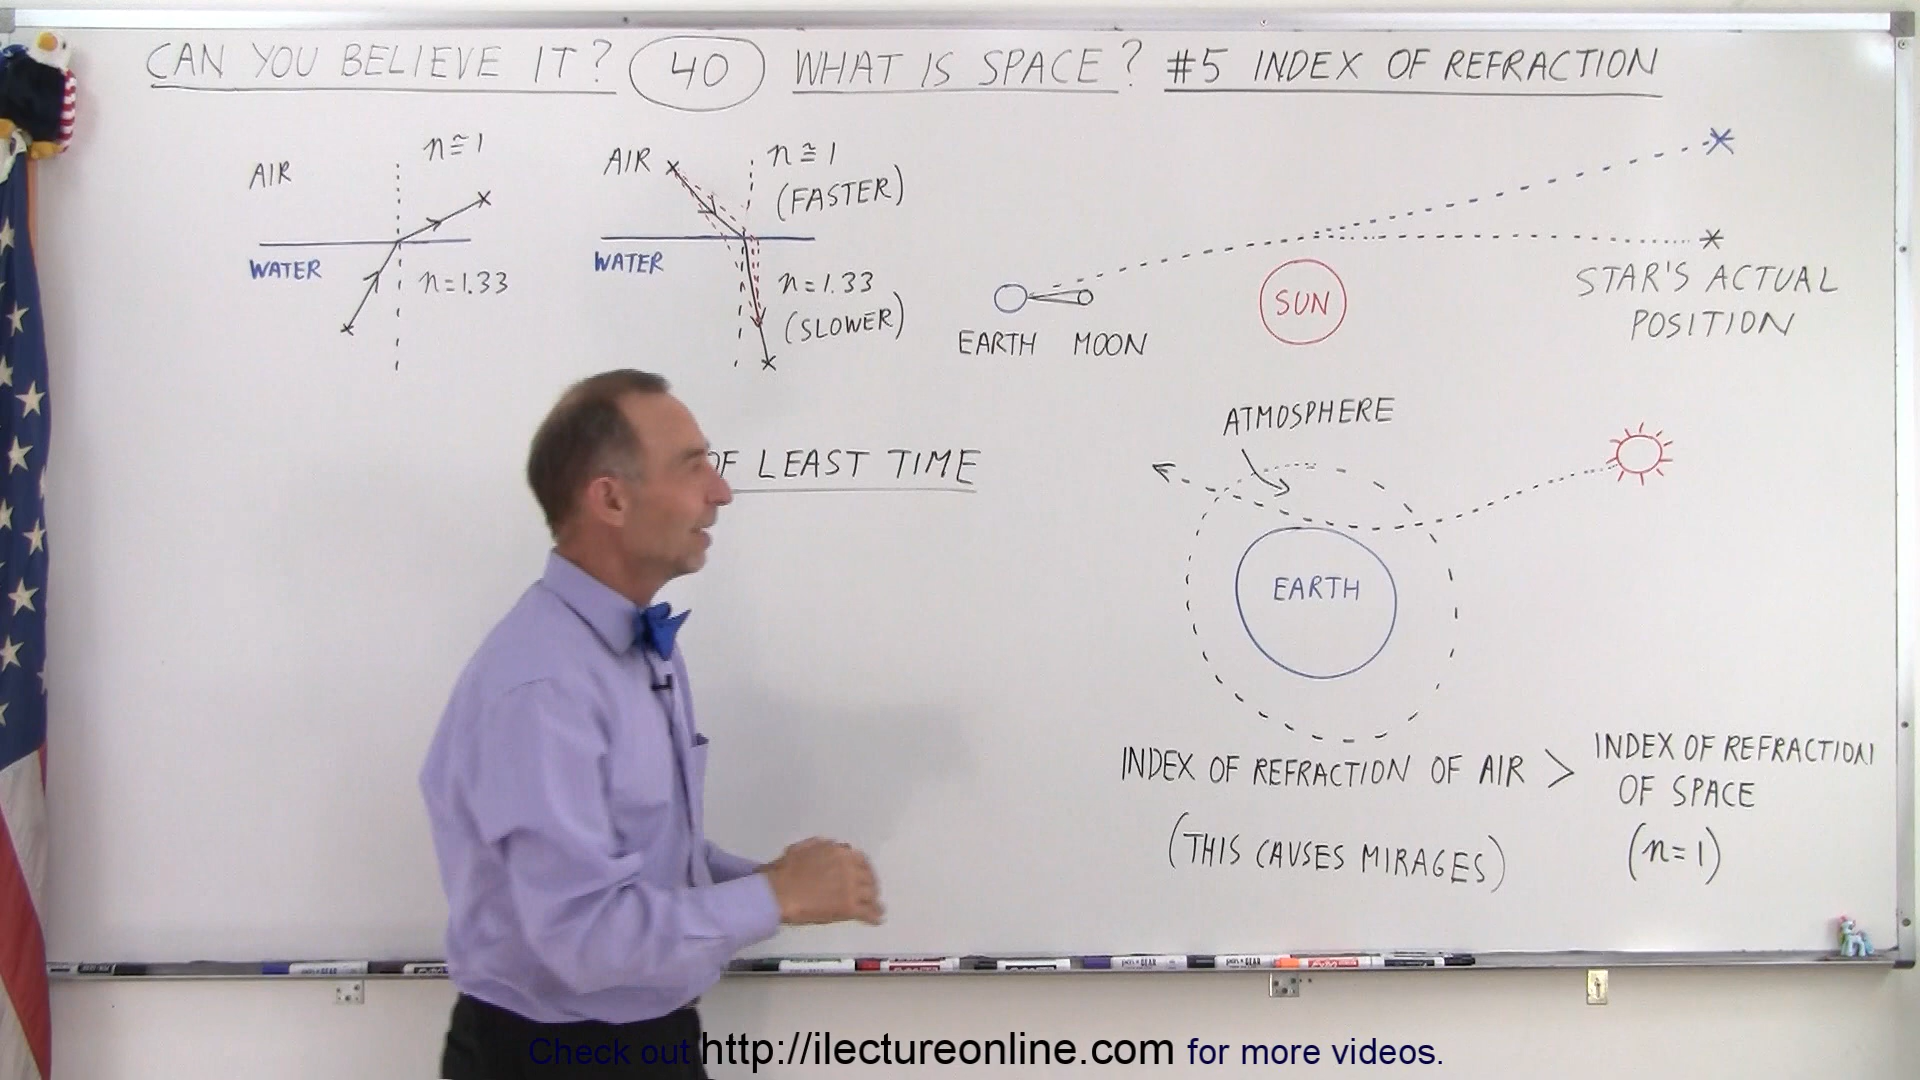 CAN YOU BELIEVE IT? 40 WHAT IS SPACE? #5 INDEX OF REFRACTION
AIR
n≅1
WATER
n=1.33
AIR
n≅1
(FASTER)
WATER
n=1.33
(SLOWER)
EARTH
MOON
SUN
STAR'S ACTUAL
POSITION
OF LEAST TIME
ATMOSPHERE
EARTH
INDEX OF REFRACTION OF AIR > INDEX OF REFRACTION
OF SPACE
(THIS CAUSES MIRAGES)
(n=1)
Check out http://ilectureonline.com for more videos.